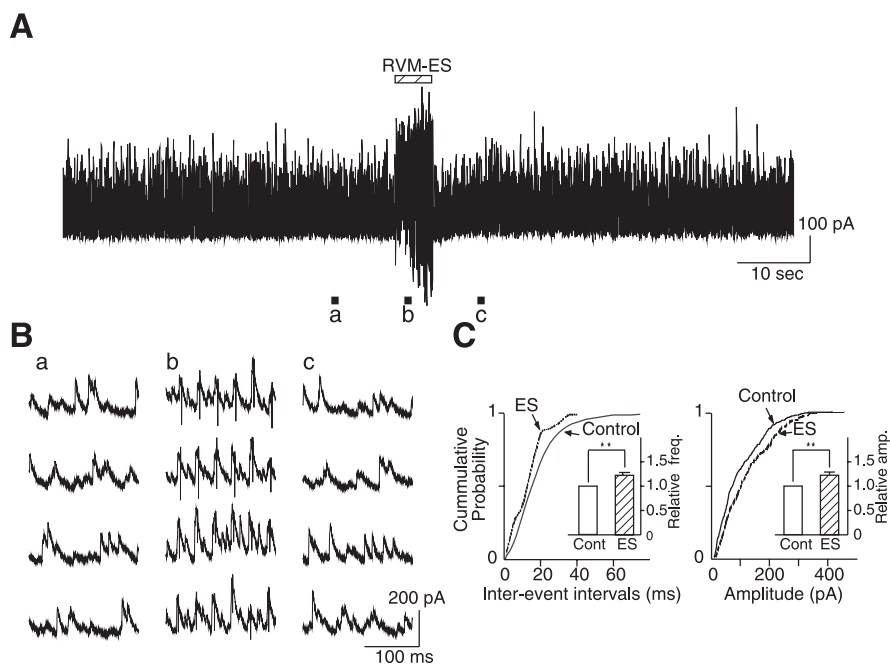 A
RVM-ES
100 pA
10 sec
a
b
c
B
a
b
c
200 pA
100 ms
C
1
ES
Control
**
1.5
1.0
0.5
0
Relative freq.
Cont
ES
Cummulative
Probability
0
0
20
40
60
Inter-event intervals (ms)
1
Control
ES
**
1.5
1.0
0.5
0
Relative amp.
Cont
ES
0
0
200
400
Amplitude (pA)